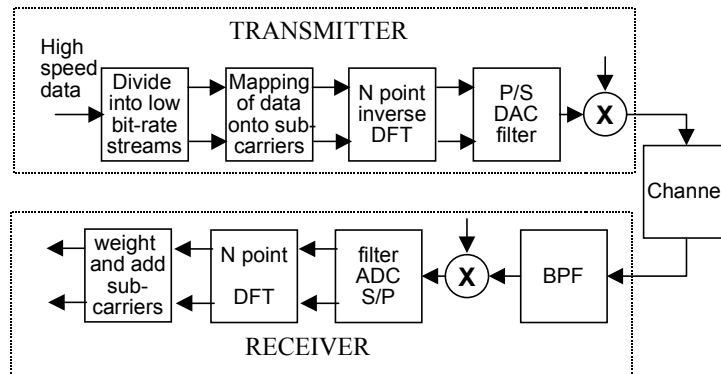 TRANSMITTER
High
speed
data
Divide
into low
bit-rate
streams
Mapping
of data
onto sub-
carriers
N point
inverse
DFT
P/S
DAC
filter
X
Channel
weight
and add
sub-
carriers
N point
DFT
filter
ADC
S/P
X
BPF
RECEIVER